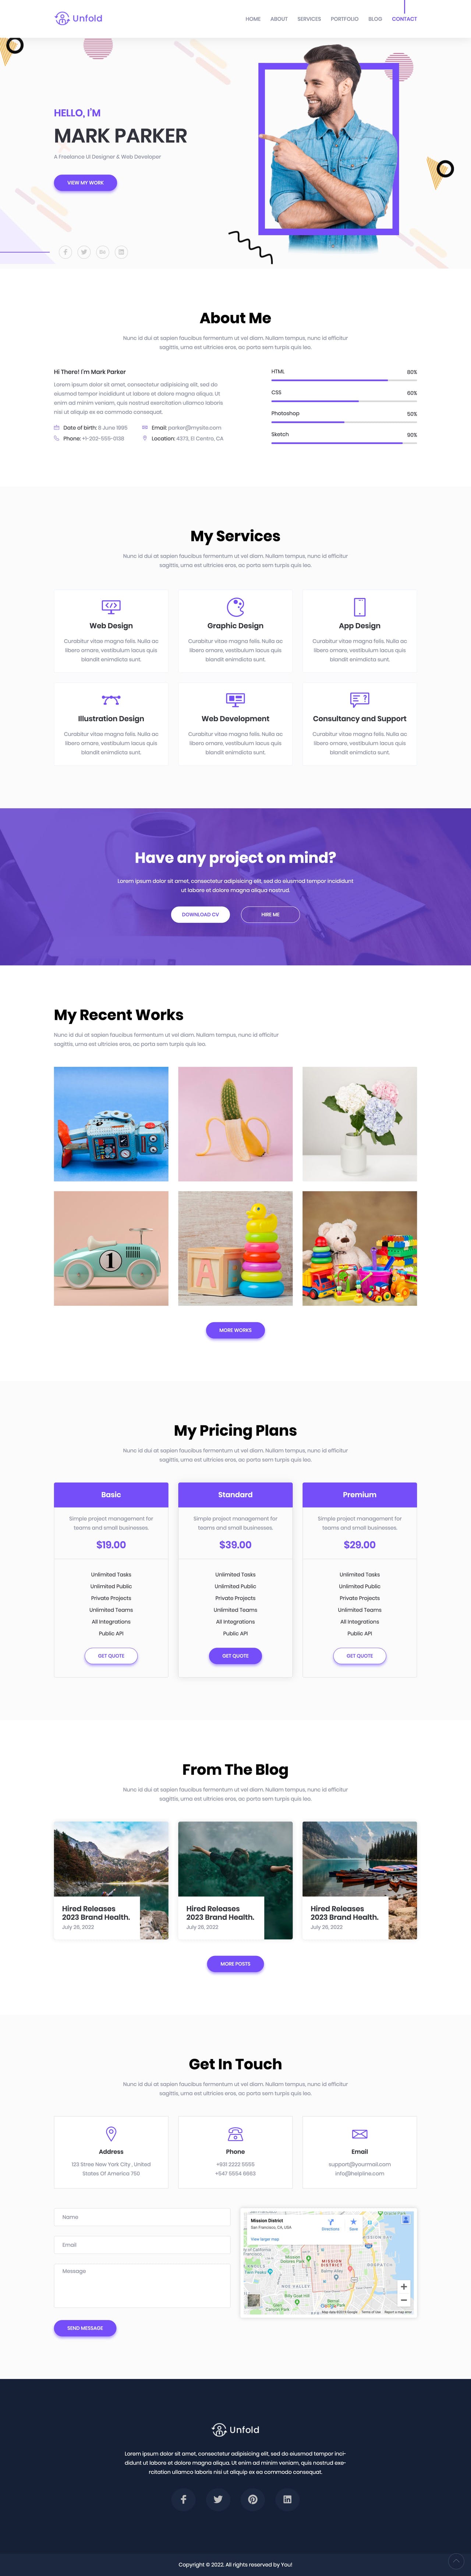 Unfold
HOME ABOUT SERVICES PORTFOLIO BLOG CONTACT
HELLO, I'M
MARK PARKER
A Freelance UI Designer & Web Developer
VIEW MY WORK
About Me
Nunc id dui at sapien faucibus fermentum ut vel diam. Nullam tempus, nunc id efficitur
sagittis, urna est ultricies eros, ac porta sem turpis quis leo.
Hi There! I'm Mark Parker
Lorem ipsum dolor sit amet, consectetur adipisicing elit, sed do
eiusmod tempor incididunt ut labore et dolore magna aliqua. Ut
enim ad minim veniam, quis nostrud exercitation ullamco laboris
nisi ut aliquip ex ea commodo consequat.
Date of birth: 8 June 1995
Email: parker@mysite.com
Phone: +1-202-555-0138
Location: 4373, El Centro, CA
HTML 80%
CSS 60%
Photoshop 50%
Sketch 90%
My Services
Nunc id dui at sapien faucibus fermentum ut vel diam. Nullam tempus, nunc id efficitur
sagittis, urna est ultricies eros, ac porta sem turpis quis leo.
Web Design
Curabitur vitae magna felis. Nulla ac
libero ornare, vestibulum lacus quis
blandit enimdicta sunt.
Graphic Design
Curabitur vitae magna felis. Nulla ac
libero ornare, vestibulum lacus quis
blandit enimdicta sunt.
App Design
Curabitur vitae magna felis. Nulla ac
libero ornare, vestibulum lacus quis
blandit enimdicta sunt.
Illustration Design
Curabitur vitae magna felis. Nulla ac
libero ornare, vestibulum lacus quis
blandit enimdicta sunt.
Web Development
Curabitur vitae magna felis. Nulla ac
libero ornare, vestibulum lacus quis
blandit enimdicta sunt.
Consultancy and Support
Curabitur vitae magna felis. Nulla ac
libero ornare, vestibulum lacus quis
blandit enimdicta sunt.
Have any project on mind?
Lorem ipsum dolor sit amet, consectetur adipisicing elit, sed do eiusmod tempor incididunt
ut labore et dolore magna aliqua nostrud.
DOWNLOAD CV
HIRE ME
My Recent Works
Nunc id dui at sapien faucibus fermentum ut vel diam. Nullam tempus, nunc id efficitur
sagittis, urna est ultricies eros, ac porta sem turpis quis leo.
1
A
MORE WORKS
My Pricing Plans
Nunc id dui at sapien faucibus fermentum ut vel diam. Nullam tempus, nunc id efficitur
sagittis, urna est ultricies eros, ac porta sem turpis quis leo.
Basic
Simple project management for
teams and small businesses.
$19.00
Unlimited Tasks
Unlimited Public
Private Projects
Unlimited Teams
All Integrations
Public API
GET QUOTE
Standard
Simple project management for
teams and small businesses.
$39.00
Unlimited Tasks
Unlimited Public
Private Projects
Unlimited Teams
All Integrations
Public API
GET QUOTE
Premium
Simple project management for
teams and small businesses.
$29.00
Unlimited Tasks
Unlimited Public
Private Projects
Unlimited Teams
All Integrations
Public API
GET QUOTE
From The Blog
Nunc id dui at sapien faucibus fermentum ut vel diam. Nullam tempus, nunc id efficitur
sagittis, urna est ultricies eros, ac porta sem turpis quis leo.
Hired Releases
2023 Brand Health.
July 26, 2022
Hired Releases
2023 Brand Health.
July 26, 2022
Hired Releases
2023 Brand Health.
July 26, 2022
MORE POSTS
Get In Touch
Nunc id dui at sapien faucibus fermentum ut vel diam. Nullam tempus, nunc id efficitur
sagittis, urna est ultricies eros, ac porta sem turpis quis leo.
Address
123 Stree New York City , United
States Of America 750
Phone
Email
support@yourmail.com
info@helpline.com
Name
Email
Message
SEND MESSAGE
Mission District
San Francisco, CA, USA
Directions
Save
View larger map
MISSION
DISTRICT
NOE VALLEY
Unfold
Lorem ipsum dolor sit amet, consectetur adipisicing elit, sed do eiusmod tempor inci-
didunt ut labore et dolore magna aliqua. Ut enim ad minim veniam, quis nostrud exe-
rcitation ullamco laboris nisi ut aliquip ex ea commodo consequat.
Copyright © 2022. All rights reserved by You!